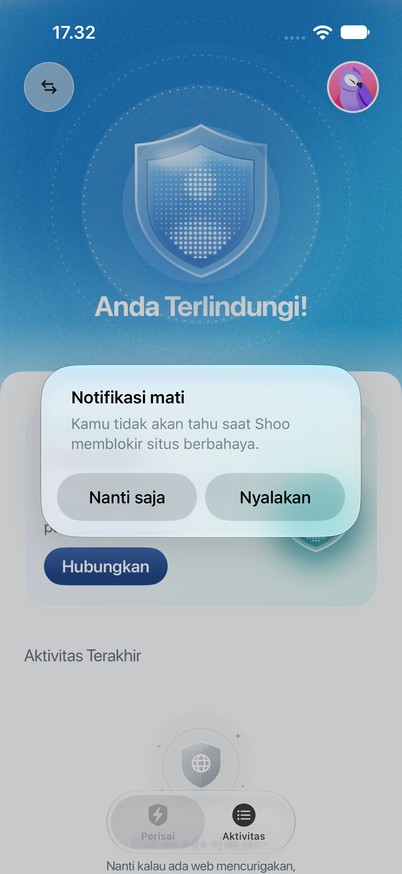 17.32
Anda Terlindungi!
Notifikasi mati
Kamu tidak akan tahu saat Shoo
memblokir situs berbahaya.
Nanti saja
Nyalakan
Hubungkan
Aktivitas Terakhir
Perisai
Aktivitas
Nanti kalau ada web mencurigakan,